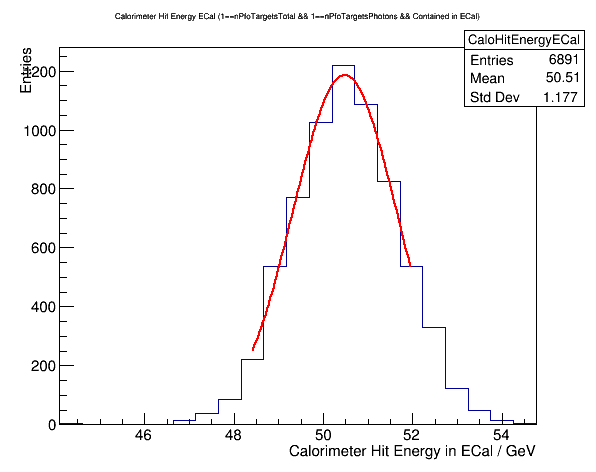 Calorimeter Hit Energy ECal (1==nPfoTargetsTotal && 1==nPfoTargetsPhotons && Contained in ECal)
CaloHitEnergyECal
Entries 6891
Mean 50.51
Std Dev 1.177
Entries
1200
1000
800
600
400
200
0
46 48 50 52 54
Calorimeter Hit Energy in ECal / GeV